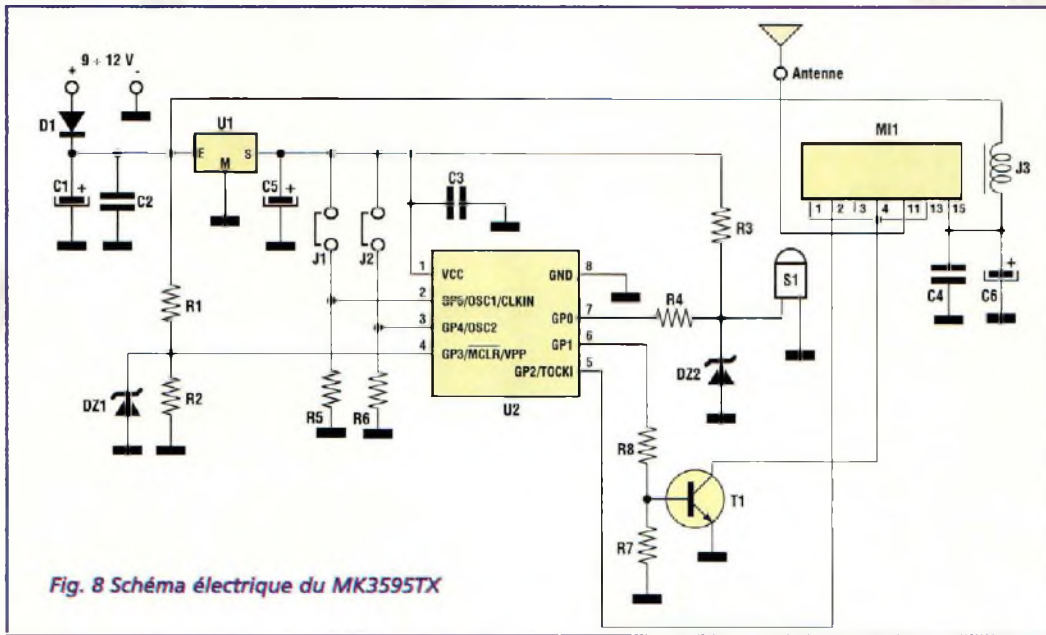 9 ÷ 12 V
+ -
Antenne
D1
U1
E S
M
MI1
J3
C1 +
C2
C5 +
C3
R3
1 2 3 4 11 13 15
J1 J2
S1
C4
+
C6
1 VCC
GND 8
2 GP5/OSC1/CLKIN
GP0 7
R4
3 GP4/OSC2
GP1 6
4 GP3/MCLR/VPP
GP2/TOCKI 5
R1
DZ1
R2
R5
R6
U2
DZ2
R8
T1
R7
Fig. 8 Schéma électrique du MK3595TX